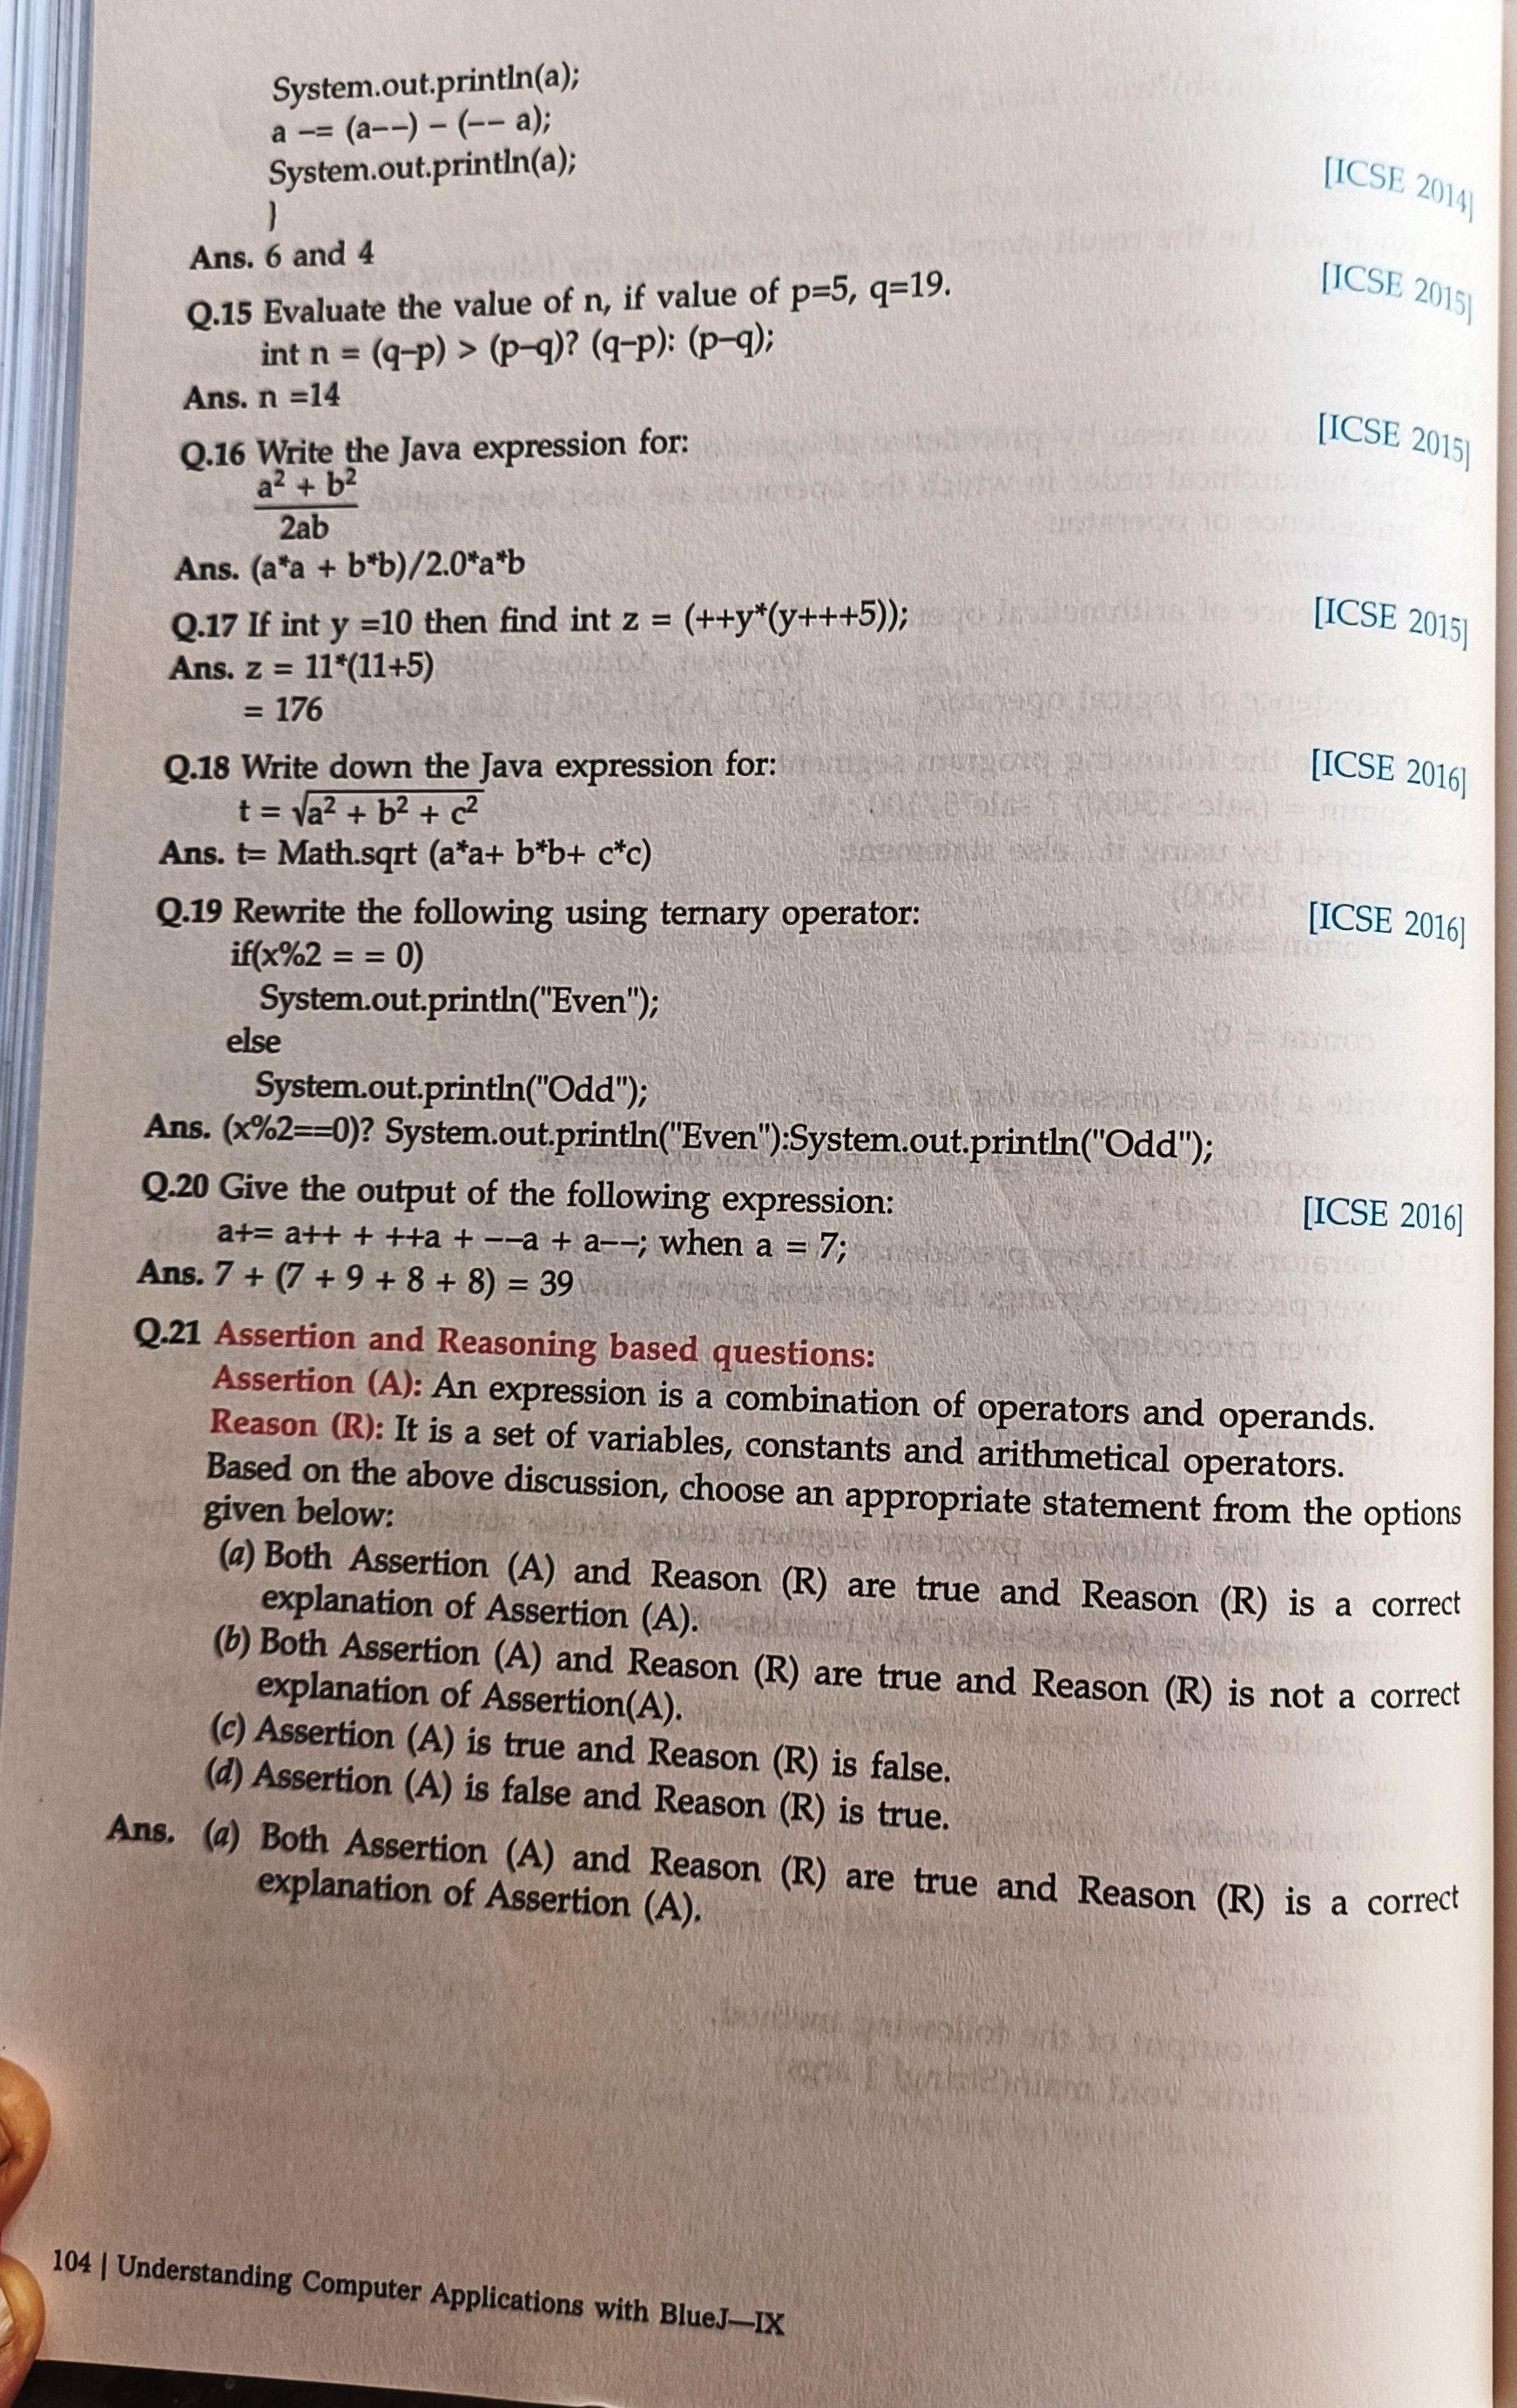 System.out.println(a);
a –= (a––) – (–– a);
System.out.println(a);
}
[ICSE 2014]
Ans. 6 and 4
Q.15 Evaluate the value of n, if value of p=5, q=19.
[ICSE 2015]
int n = (q–p) > (p–q)? (q–p): (p–q);
Ans. n =14
Q.16 Write the Java expression for:
[ICSE 2015]
a² + b²
2ab
Ans. (a*a + b*b)/2.0*a*b
Q.17 If int y =10 then find int z = (++y*(y+++5));
[ICSE 2015]
Ans. z = 11*(11+5)
= 176
Q.18 Write down the Java expression for:
[ICSE 2016]
t = √a² + b² + c²
Ans. t= Math.sqrt (a*a+ b*b+ c*c)
Q.19 Rewrite the following using ternary operator:
[ICSE 2016]
if(x%2 = = 0)
System.out.println("Even");
else
System.out.println("Odd");
Ans. (x%2==0)? System.out.println("Even"):System.out.println("Odd");
Q.20 Give the output of the following expression:
[ICSE 2016]
a+= a++ + ++a + ––a + a––; when a = 7;
Ans. 7 + (7 + 9 + 8 + 8) = 39
Q.21 Assertion and Reasoning based questions:
Assertion (A): An expression is a combination of operators and operands.
Reason (R): It is a set of variables, constants and arithmetical operators.
Based on the above discussion, choose an appropriate statement from the options
given below:
(a) Both Assertion (A) and Reason (R) are true and Reason (R) is a correct
explanation of Assertion (A).
(b) Both Assertion (A) and Reason (R) are true and Reason (R) is not a correct
explanation of Assertion(A).
(c) Assertion (A) is true and Reason (R) is false.
(d) Assertion (A) is false and Reason (R) is true.
Ans. (a) Both Assertion (A) and Reason (R) are true and Reason (R) is a correct
explanation of Assertion (A).
104 | Understanding Computer Applications with BlueJ—IX